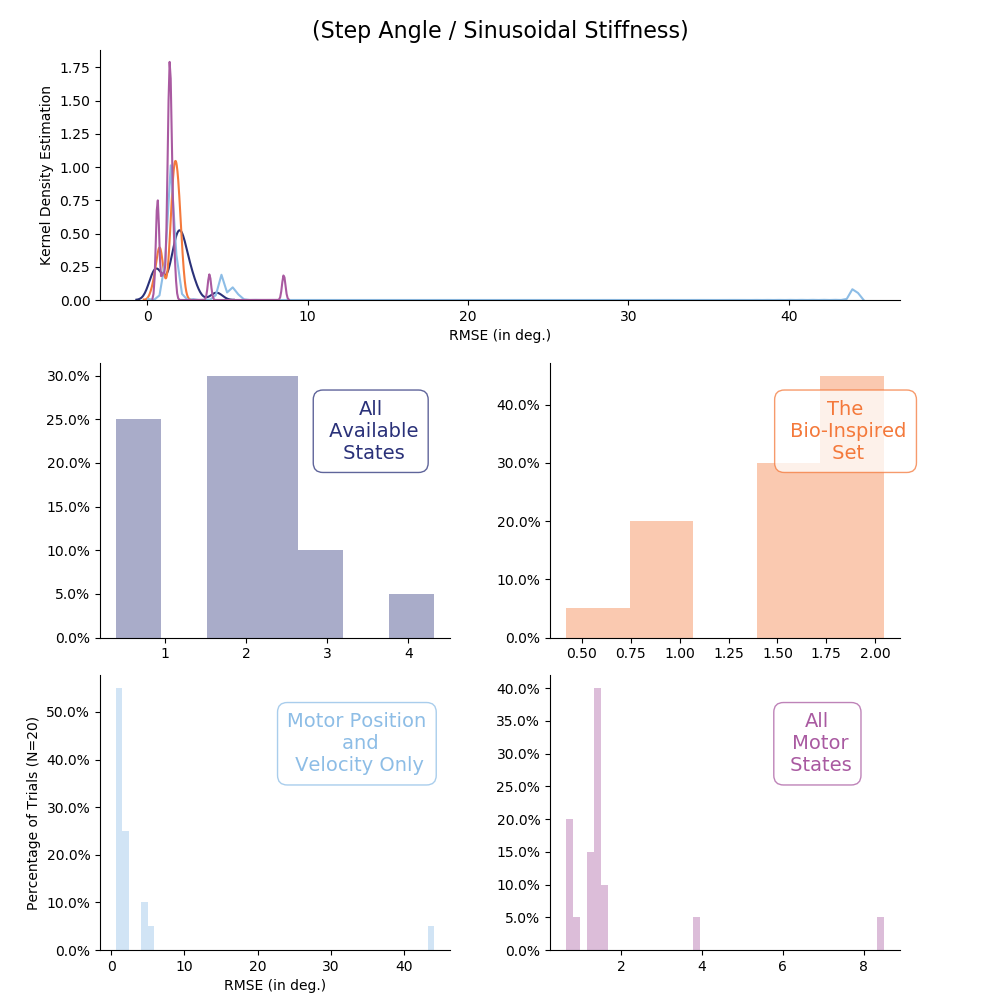 (Step Angle / Sinusoidal Stiffness)
1.75
1.50
1.25
1.00
0.75
0.50
0.25
0.00
Kernel Density Estimation
0 10 20 30 40
RMSE (in deg.)
30.0%
25.0%
20.0%
15.0%
10.0%
5.0%
0.0%
All
Available
States
1 2 3 4
40.0%
30.0%
20.0%
10.0%
0.0%
The
Bio-Inspired
Set
0.50 0.75 1.00 1.25 1.50 1.75 2.00
Percentage of Trials (N=20)
50.0%
40.0%
30.0%
20.0%
10.0%
0.0%
Motor Position
and
Velocity Only
0 10 20 30 40
RMSE (in deg.)
40.0%
35.0%
30.0%
25.0%
20.0%
15.0%
10.0%
5.0%
0.0%
All
Motor
States
2 4 6 8